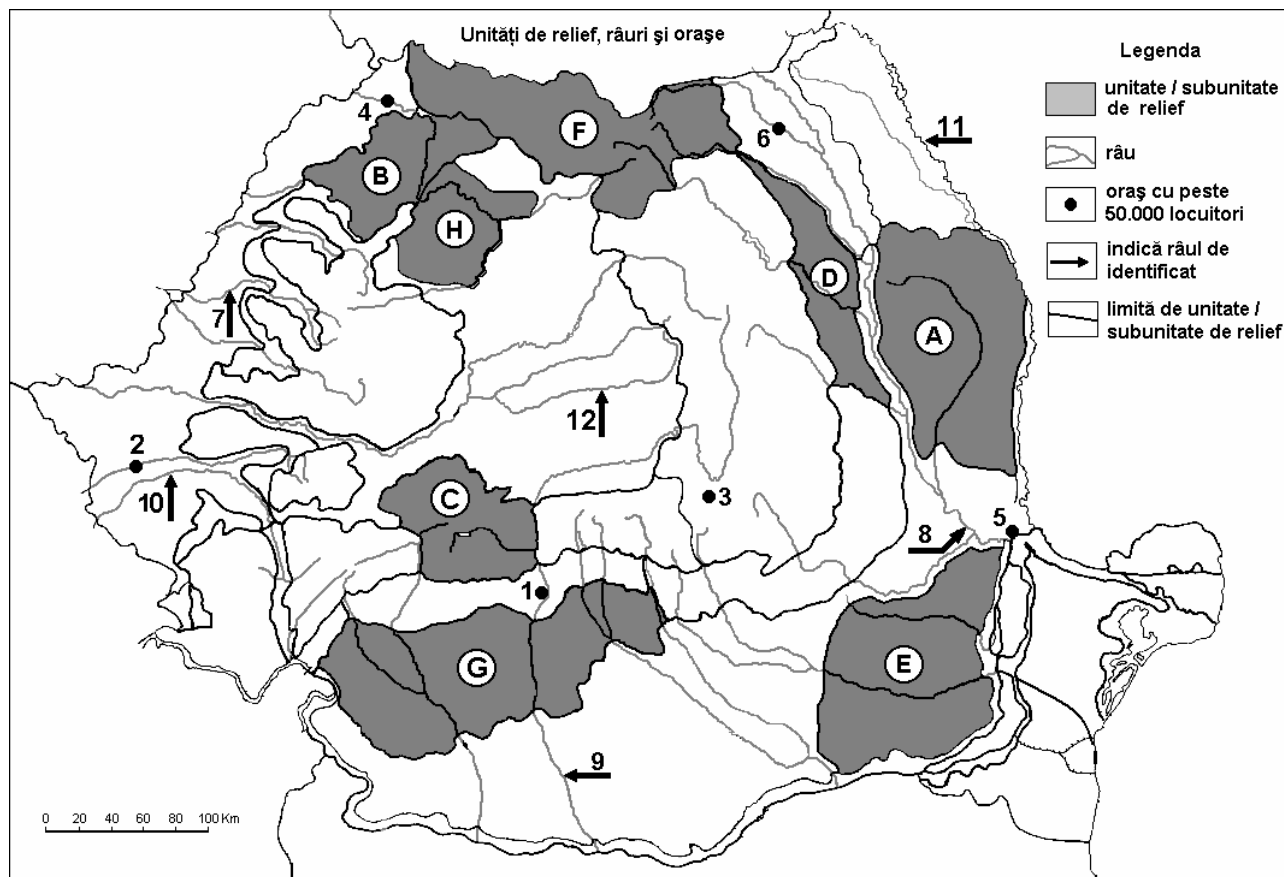 Unităţi de relief, râuri şi oraşe
Legenda
unitate / subunitate
de relief
râu
oraş cu peste
50.000 locuitori
indică râul de
identificat
limită de unitate /
subunitate de relief
4
F
6
11
B
H
D
7
A
12
2
10
C
3
8
5
1
G
E
9
0 20 40 60 80 100 Km